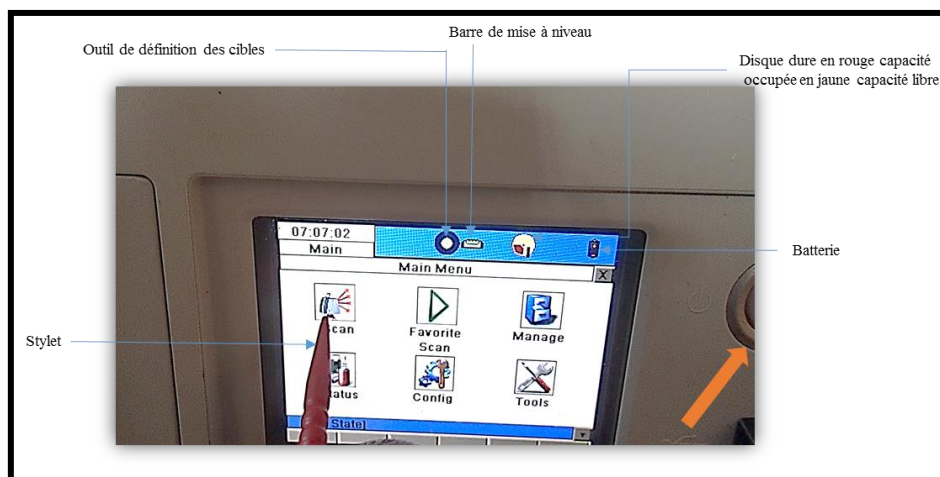 Barre de mise à niveau
Outil de définition des cibles
Disque dure en rouge capacité
occupée en jaune capacité libre
Batterie
Stylet
07:07:02
Main
Main Menu
X
Scan
Favorite
Scan
Manage
Status
Config
Tools
State]